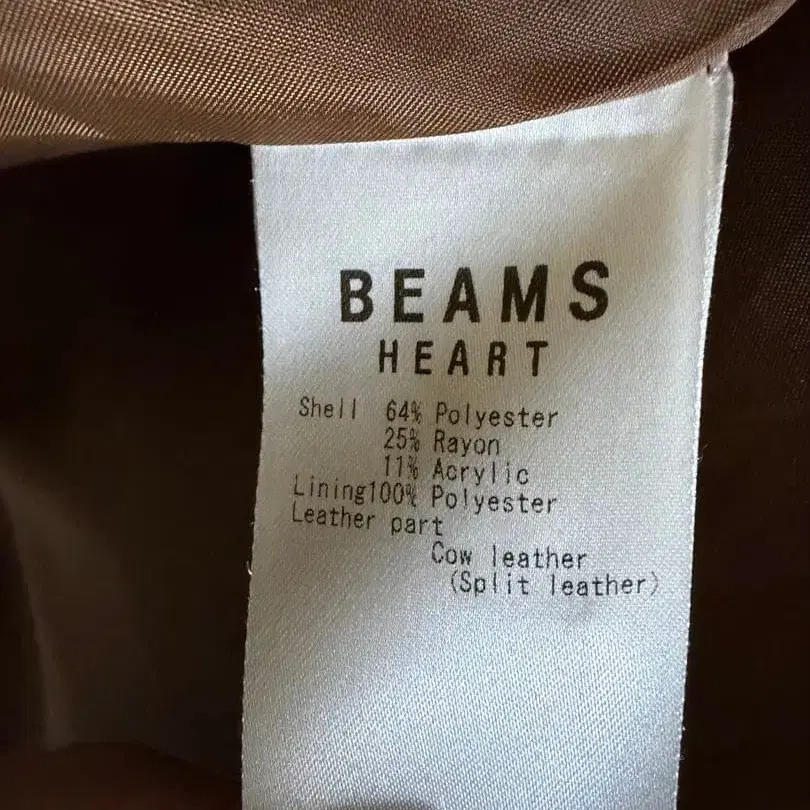 BEAMS
HEART
Shell 64% Polyester
25% Rayon
11% Acrylic
Lining100% Polyester
Leather part
Cow leather
(Split leather)